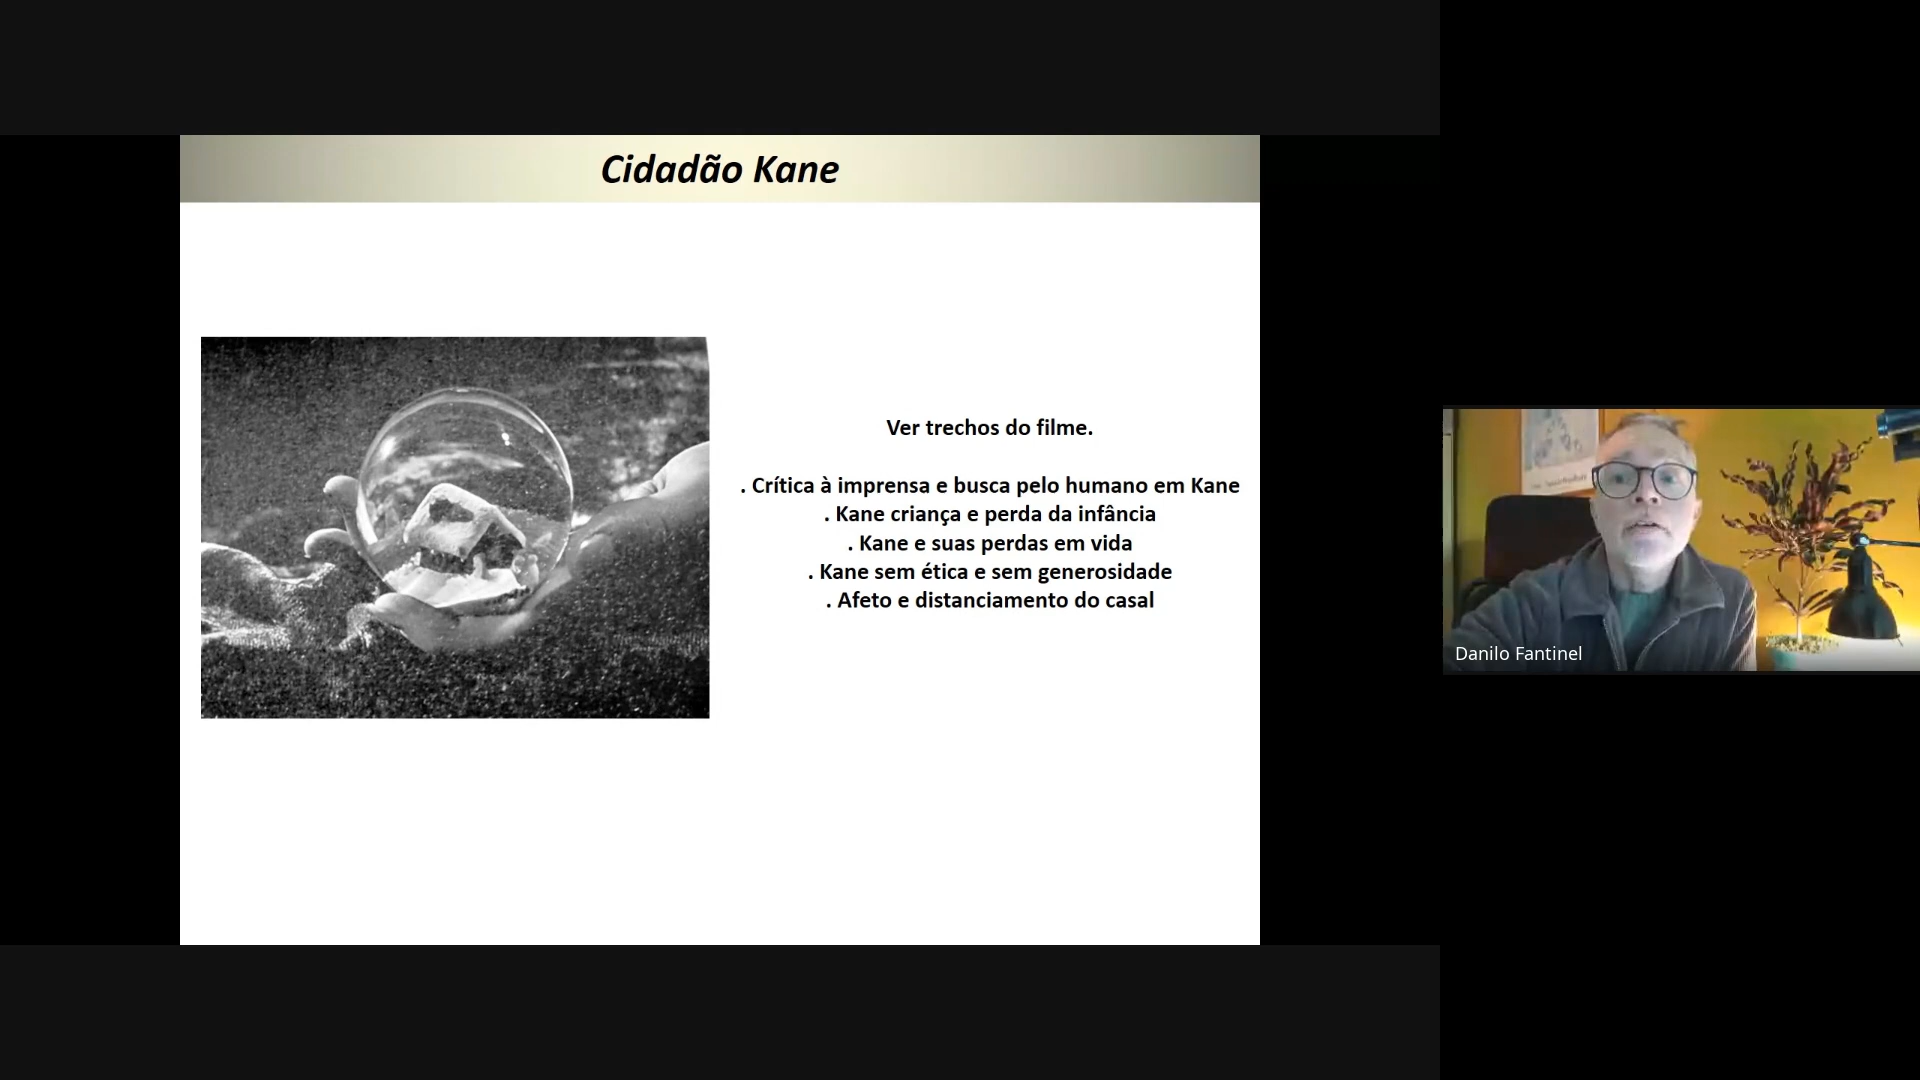 Cidadão Kane
Ver trechos do filme.
. Crítica à imprensa e busca pelo humano em Kane
. Kane criança e perda da infância
. Kane e suas perdas em vida
. Kane sem ética e sem generosidade
. Afeto e distanciamento do casal
Danilo Fantinel